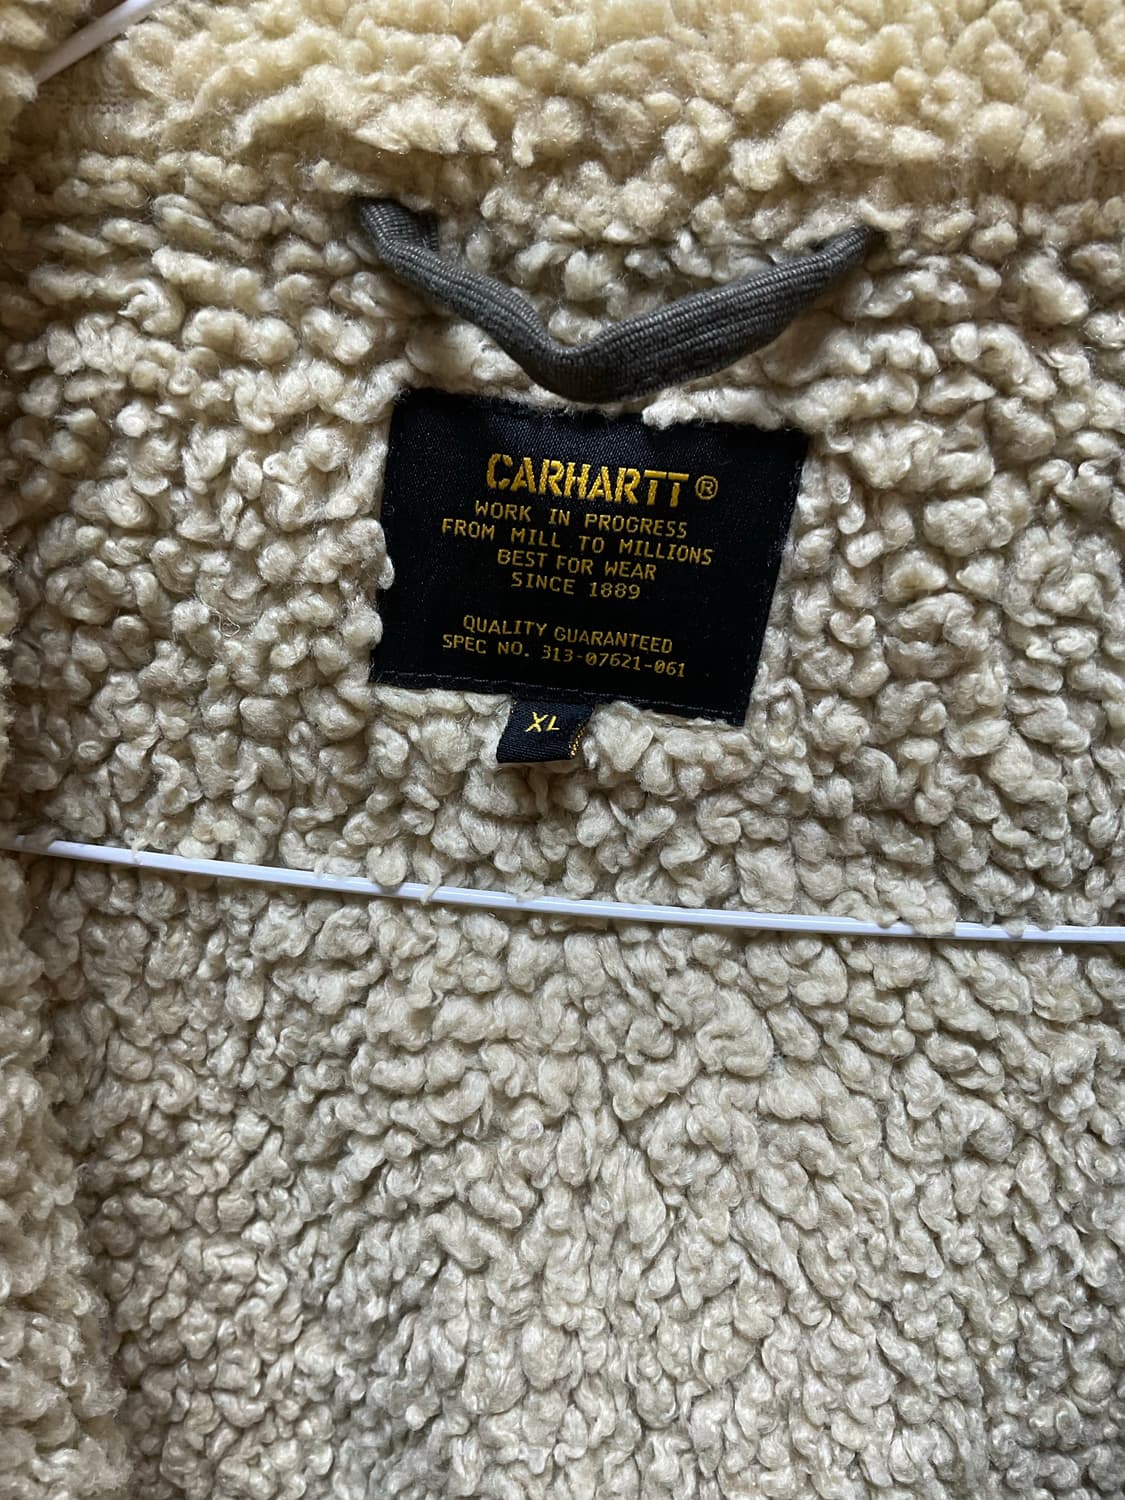 CARHARTT®
WORK IN PROGRESS
FROM MILL TO MILLIONS
BEST FOR WEAR
SINCE 1889
QUALITY GUARANTEED
SPEC NO. 313-07621-061
XL